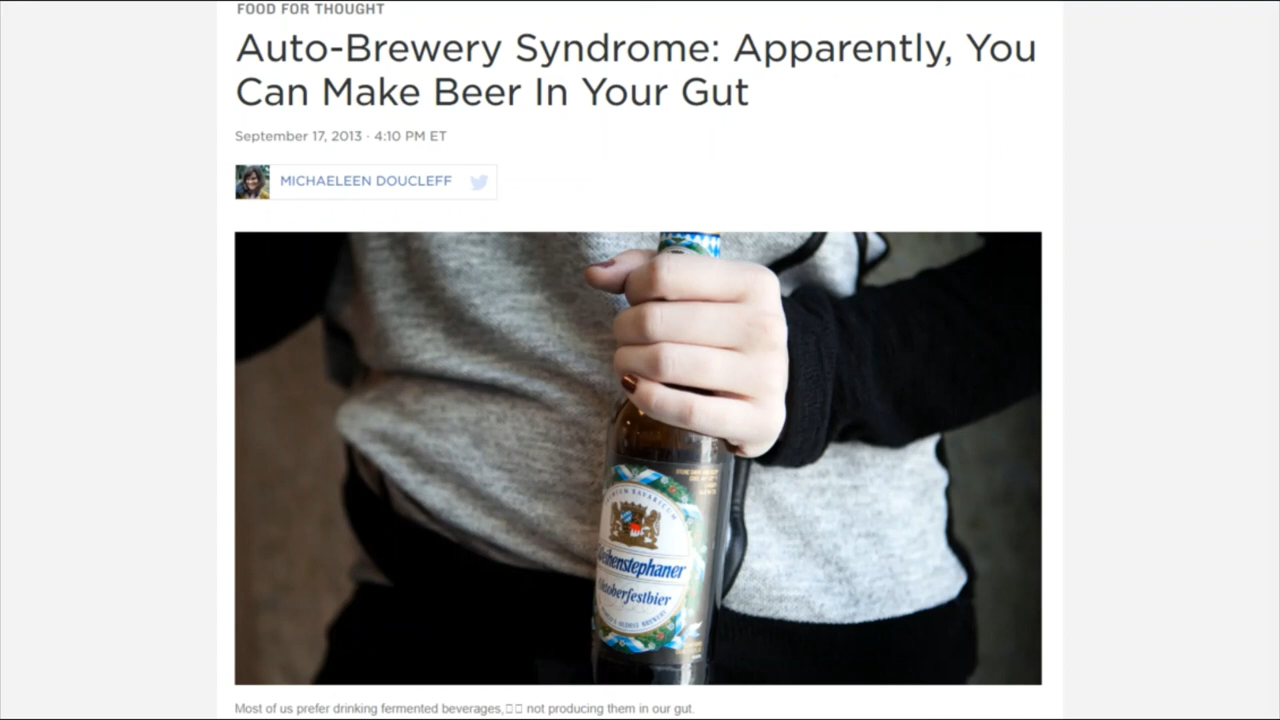 FOOD FOR THOUGHT
Auto-Brewery Syndrome: Apparently, You
Can Make Beer In Your Gut
September 17, 2013 · 4:10 PM ET
MICHAELEEN DOUCLEFF
PREMIUM BAVARICUM
Weihenstephaner
Oktoberfestbier
Most of us prefer drinking fermented beverages,□□ not producing them in our gut.